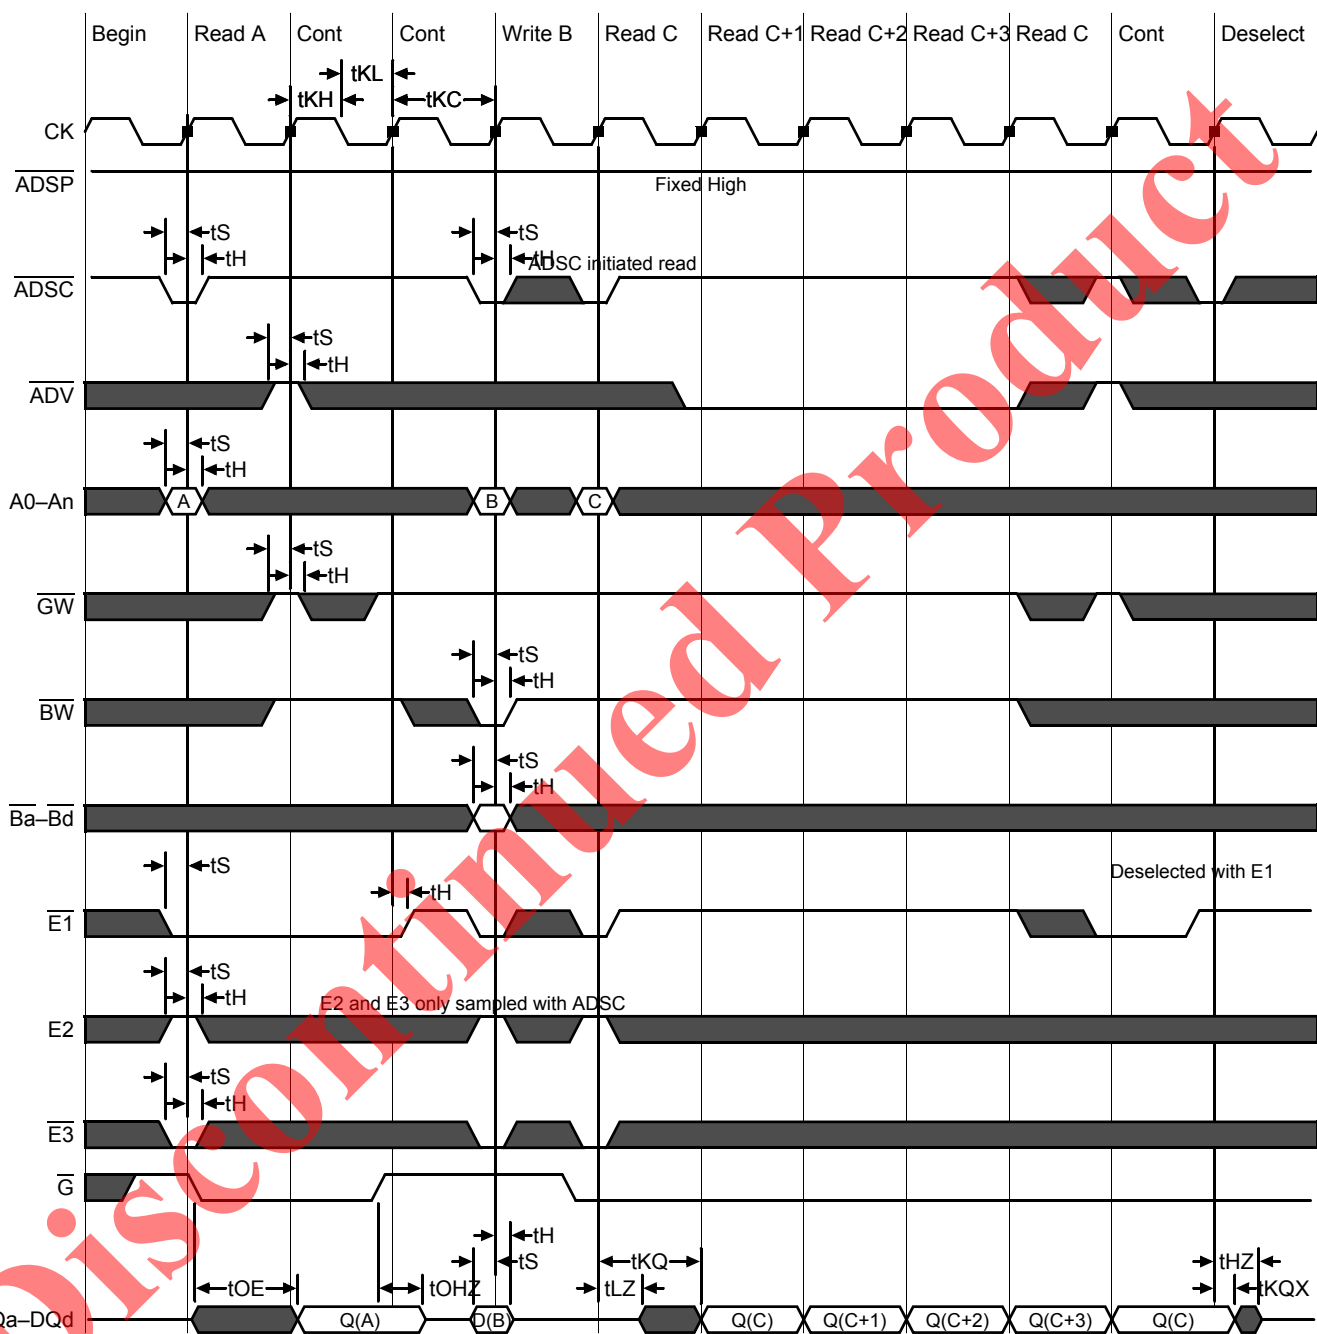 Begin Read A Cont Cont Write B Read C Read C+1 Read C+2 Read C+3 Read C Cont Deselect
tKL
tKH tKC
CK
ADSP
Fixed High
tS tS
tH tH
ADSC initiated read
ADSC
tS
tH
ADV
tS
tH
A0–An A B C
tS
tH
GW
tS
tH
BW
tS
tH
Ba–Bd
tS
Deselected with E1
tH
E1
tS
tH
E2 and E3 only sampled with ADSC
E2
tS
tH
E3
G
tH
tS tKQ tHZ
tOE tOHZ tLZ tKQX
Qa–DQd Q(A) D(B) Q(C) Q(C+1) Q(C+2) Q(C+3) Q(C)
Discontinued Product